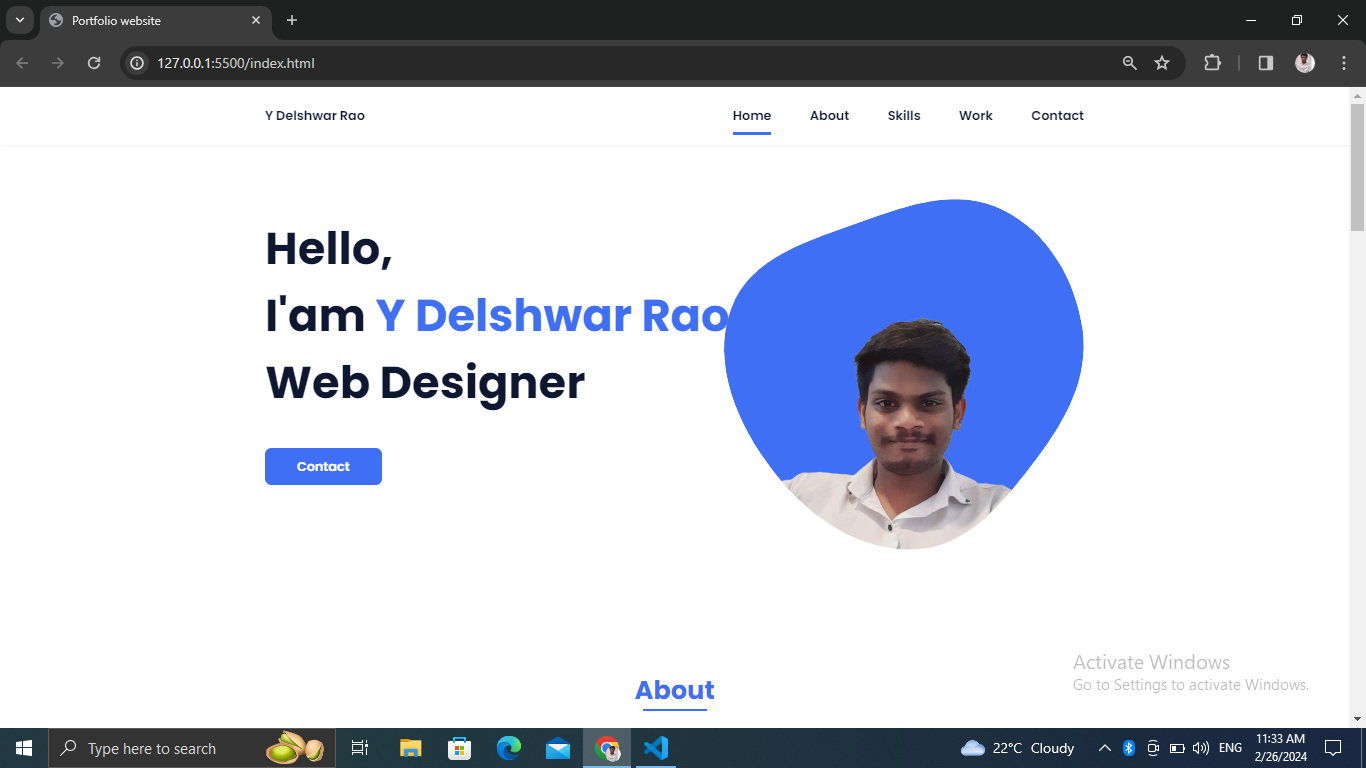 Portfolio website
127.0.0.1:5500/index.html
Y Delshwar Rao
Home About Skills Work Contact
Hello,
I'am Y Delshwar Rao
Web Designer
Contact
About
Activate Windows
Go to Settings to activate Windows.
Type here to search
22°C Cloudy
ENG
11:33 AM
2/26/2024